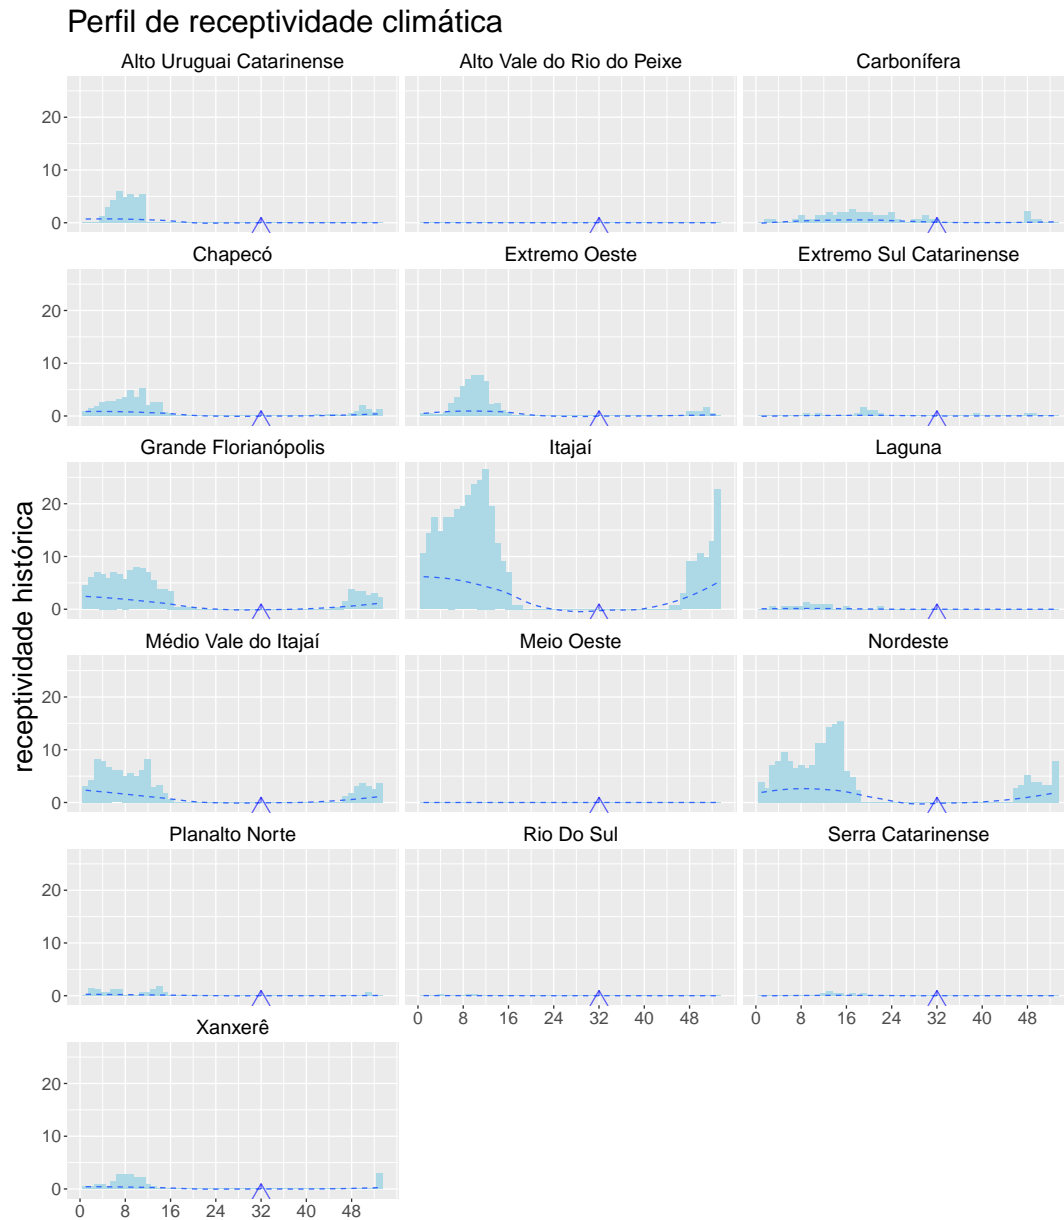 Perfil de receptividade climática
Alto Uruguai Catarinense
Alto Vale do Rio do Peixe
Carbonífera
20
10
0
Chapecó
Extremo Oeste
Extremo Sul Catarinense
20
10
0
Grande Florianópolis
Itajaí
Laguna
20
10
0
receptividade histórica
Médio Vale do Itajaí
Meio Oeste
Nordeste
20
10
0
Planalto Norte
Rio Do Sul
Serra Catarinense
20
10
0
0 8 16 24 32 40 48
0 8 16 24 32 40 48
Xanxerê
20
10
0
0 8 16 24 32 40 48